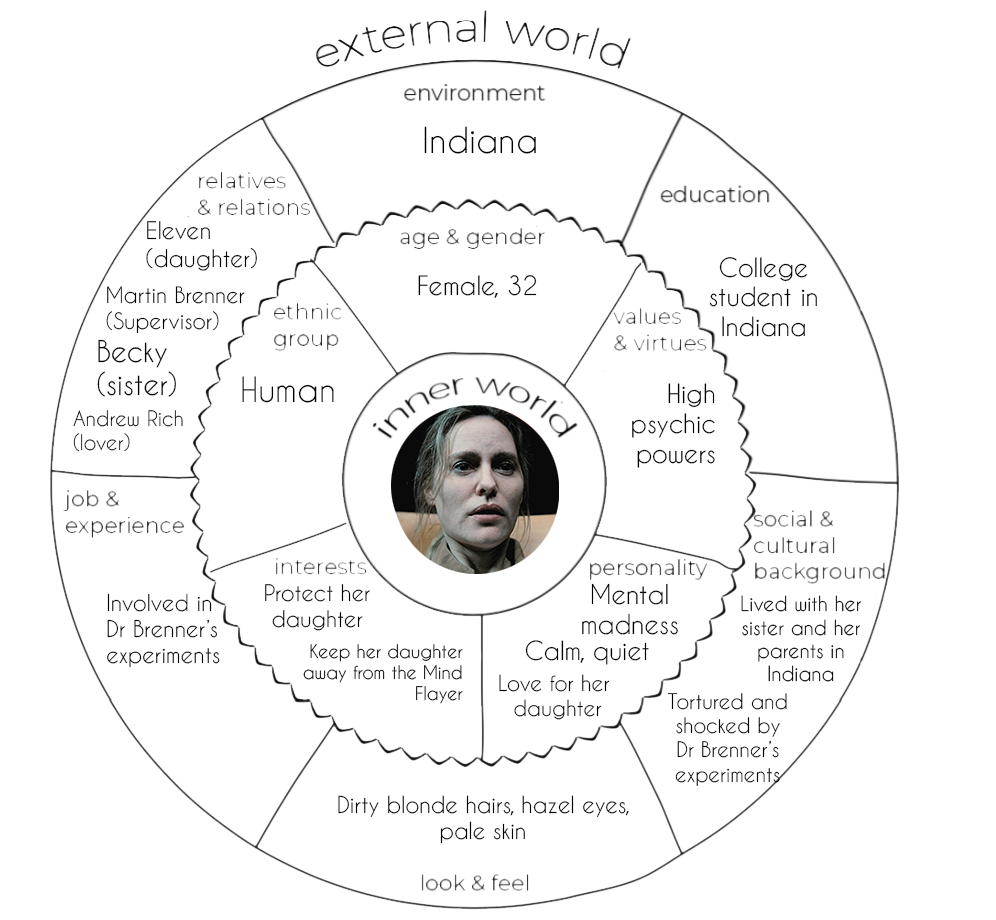 external world
environment
Indiana
relatives
& relations
Eleven
(daughter)
Martin Brenner
(Supervisor)
Becky
(sister)
Andrew Rich
(lover)
education
College
student in
Indiana
age & gender
Female, 32
ethnic
group
Human
values
& virtues
High
psychic
powers
inner world
job &
experience
Involved in
Dr Brenner's
experiments
interests
Protect her
daughter
Keep her daughter
away from the Mind
Flayer
personality
Mental
madness
Calm, quiet
Love for her
daughter
social &
cultural
background
Lived with her
sister and her
parents in
Indiana
Tortured and
shocked by
Dr Brenner's
experiments
Dirty blonde hairs, hazel eyes,
pale skin
look & feel